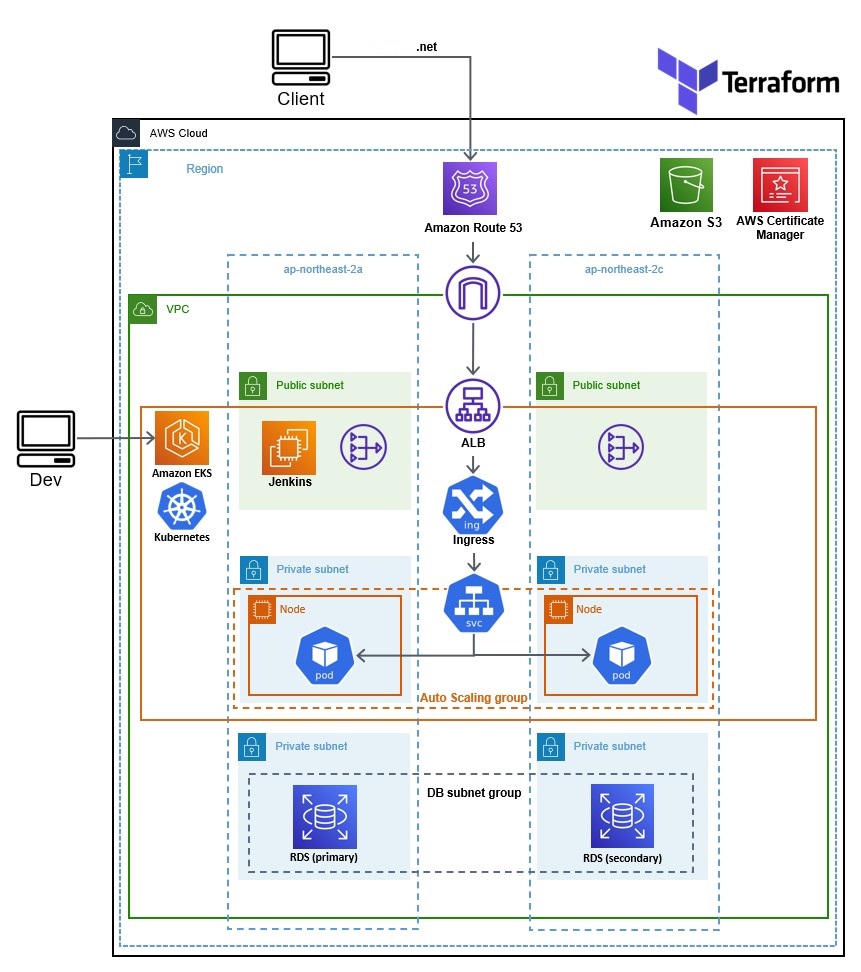 .net
Client
Terraform
AWS Cloud
Region
53
Amazon Route 53
Amazon S3
AWS Certificate
Manager
ap-northeast-2a
ap-northeast-2c
VPC
Public subnet
Public subnet
Dev
K
Amazon EKS
Kubernetes
Jenkins
ALB
ing
Ingress
Private subnet
Private subnet
Node
svc
Node
pod
pod
Auto Scaling group
Private subnet
Private subnet
DB subnet group
RDS (primary)
RDS (secondary)